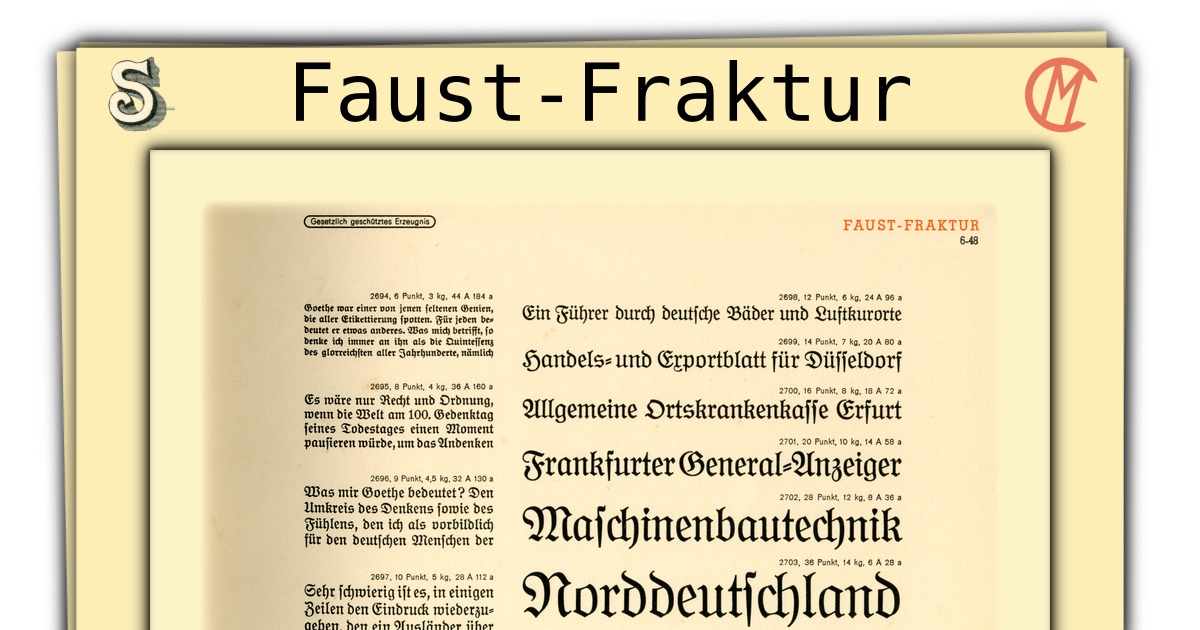 Faust-Fraktur
Gesetzlich geschütztes Erzeugnis
FAUST-FRAKTUR
6-48
2694, 6 Punkt, 3 kg, 44 A 184 a
Goethe war einer von jenen ſeltenen Genien,
die aller Etikettierung ſpotten. Für jeden be-
deutet er etwas anderes. Was mich betrifft, ſo
denke ich immer an ihn als die Quinteſſenz
des glorreichſten aller Jahrhunderte, nämlich
2695, 8 Punkt, 4 kg, 36 A 160 a
Es wäre nur Recht und Ordnung,
wenn die Welt am 100. Gedenktag
ſeines Todestages einen Moment
pauſieren würde, um das Andenken
2696, 9 Punkt, 4,5 kg, 32 A 130 a
Was mir Goethe bedeutet? Den
Umkreis des Denkens ſowie des
Fühlens, den ich als vorbildlich
für den deutſchen Menſchen der
2697, 10 Punkt, 5 kg, 28 A 112 a
Sehr ſchwierig iſt es, in einigen
Zeilen den Eindruck wiederzu-
geben, den ein Ausländer über
2698, 12 Punkt, 6 kg, 24 A 96 a
Ein Führer durch deutſche Bäder und Luftkurorte
2699, 14 Punkt, 7 kg, 20 A 80 a
Handels- und Exportblatt für Düſſeldorf
2700, 16 Punkt, 8 kg, 18 A 72 a
Allgemeine Ortskrankenkaſſe Erfurt
2701, 20 Punkt, 10 kg, 14 A 58 a
Frankfurter General-Anzeiger
2702, 28 Punkt, 12 kg, 8 A 36 a
Maſchinenbautechnik
2703, 36 Punkt, 14 kg, 6 A 28 a
Norddeutſchland